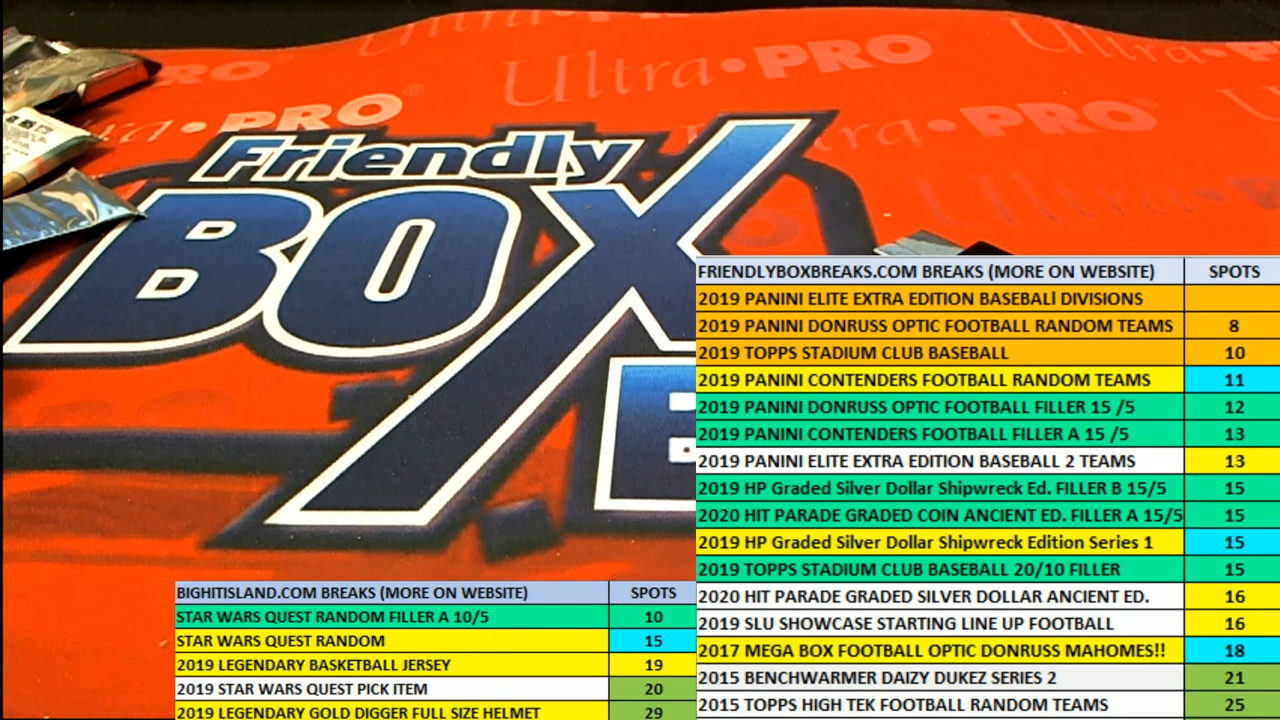 Ultra•PRO
RO
Ultra•PRO®
Ultra•PRO
ra•PRO®
•PRO
Ultra•P
Friendly
BOX
FRIENDLYBOXBREAKS.COM BREAKS (MORE ON WEBSITE) SPOTS
2019 PANINI ELITE EXTRA EDITION BASEBALl DIVISIONS
2019 PANINI DONRUSS OPTIC FOOTBALL RANDOM TEAMS 8
2019 TOPPS STADIUM CLUB BASEBALL 10
2019 PANINI CONTENDERS FOOTBALL RANDOM TEAMS 11
2019 PANINI DONRUSS OPTIC FOOTBALL FILLER 15 /5 12
2019 PANINI CONTENDERS FOOTBALL FILLER A 15 /5 13
2019 PANINI ELITE EXTRA EDITION BASEBALL 2 TEAMS 13
2019 HP Graded Silver Dollar Shipwreck Ed. FILLER B 15/5 15
2020 HIT PARADE GRADED COIN ANCIENT ED. FILLER A 15/5 15
2019 HP Graded Silver Dollar Shipwreck Edition Series 1 15
2019 TOPPS STADIUM CLUB BASEBALL 20/10 FILLER 15
2020 HIT PARADE GRADED SILVER DOLLAR ANCIENT ED. 16
2019 SLU SHOWCASE STARTING LINE UP FOOTBALL 16
2017 MEGA BOX FOOTBALL OPTIC DONRUSS MAHOMES!! 18
2015 BENCHWARMER DAIZY DUKEZ SERIES 2 21
2015 TOPPS HIGH TEK FOOTBALL RANDOM TEAMS 25
BIGHITISLAND.COM BREAKS (MORE ON WEBSITE) SPOTS
STAR WARS QUEST RANDOM FILLER A 10/5 10
STAR WARS QUEST RANDOM 15
2019 LEGENDARY BASKETBALL JERSEY 19
2019 STAR WARS QUEST PICK ITEM 20
2019 LEGENDARY GOLD DIGGER FULL SIZE HELMET 29